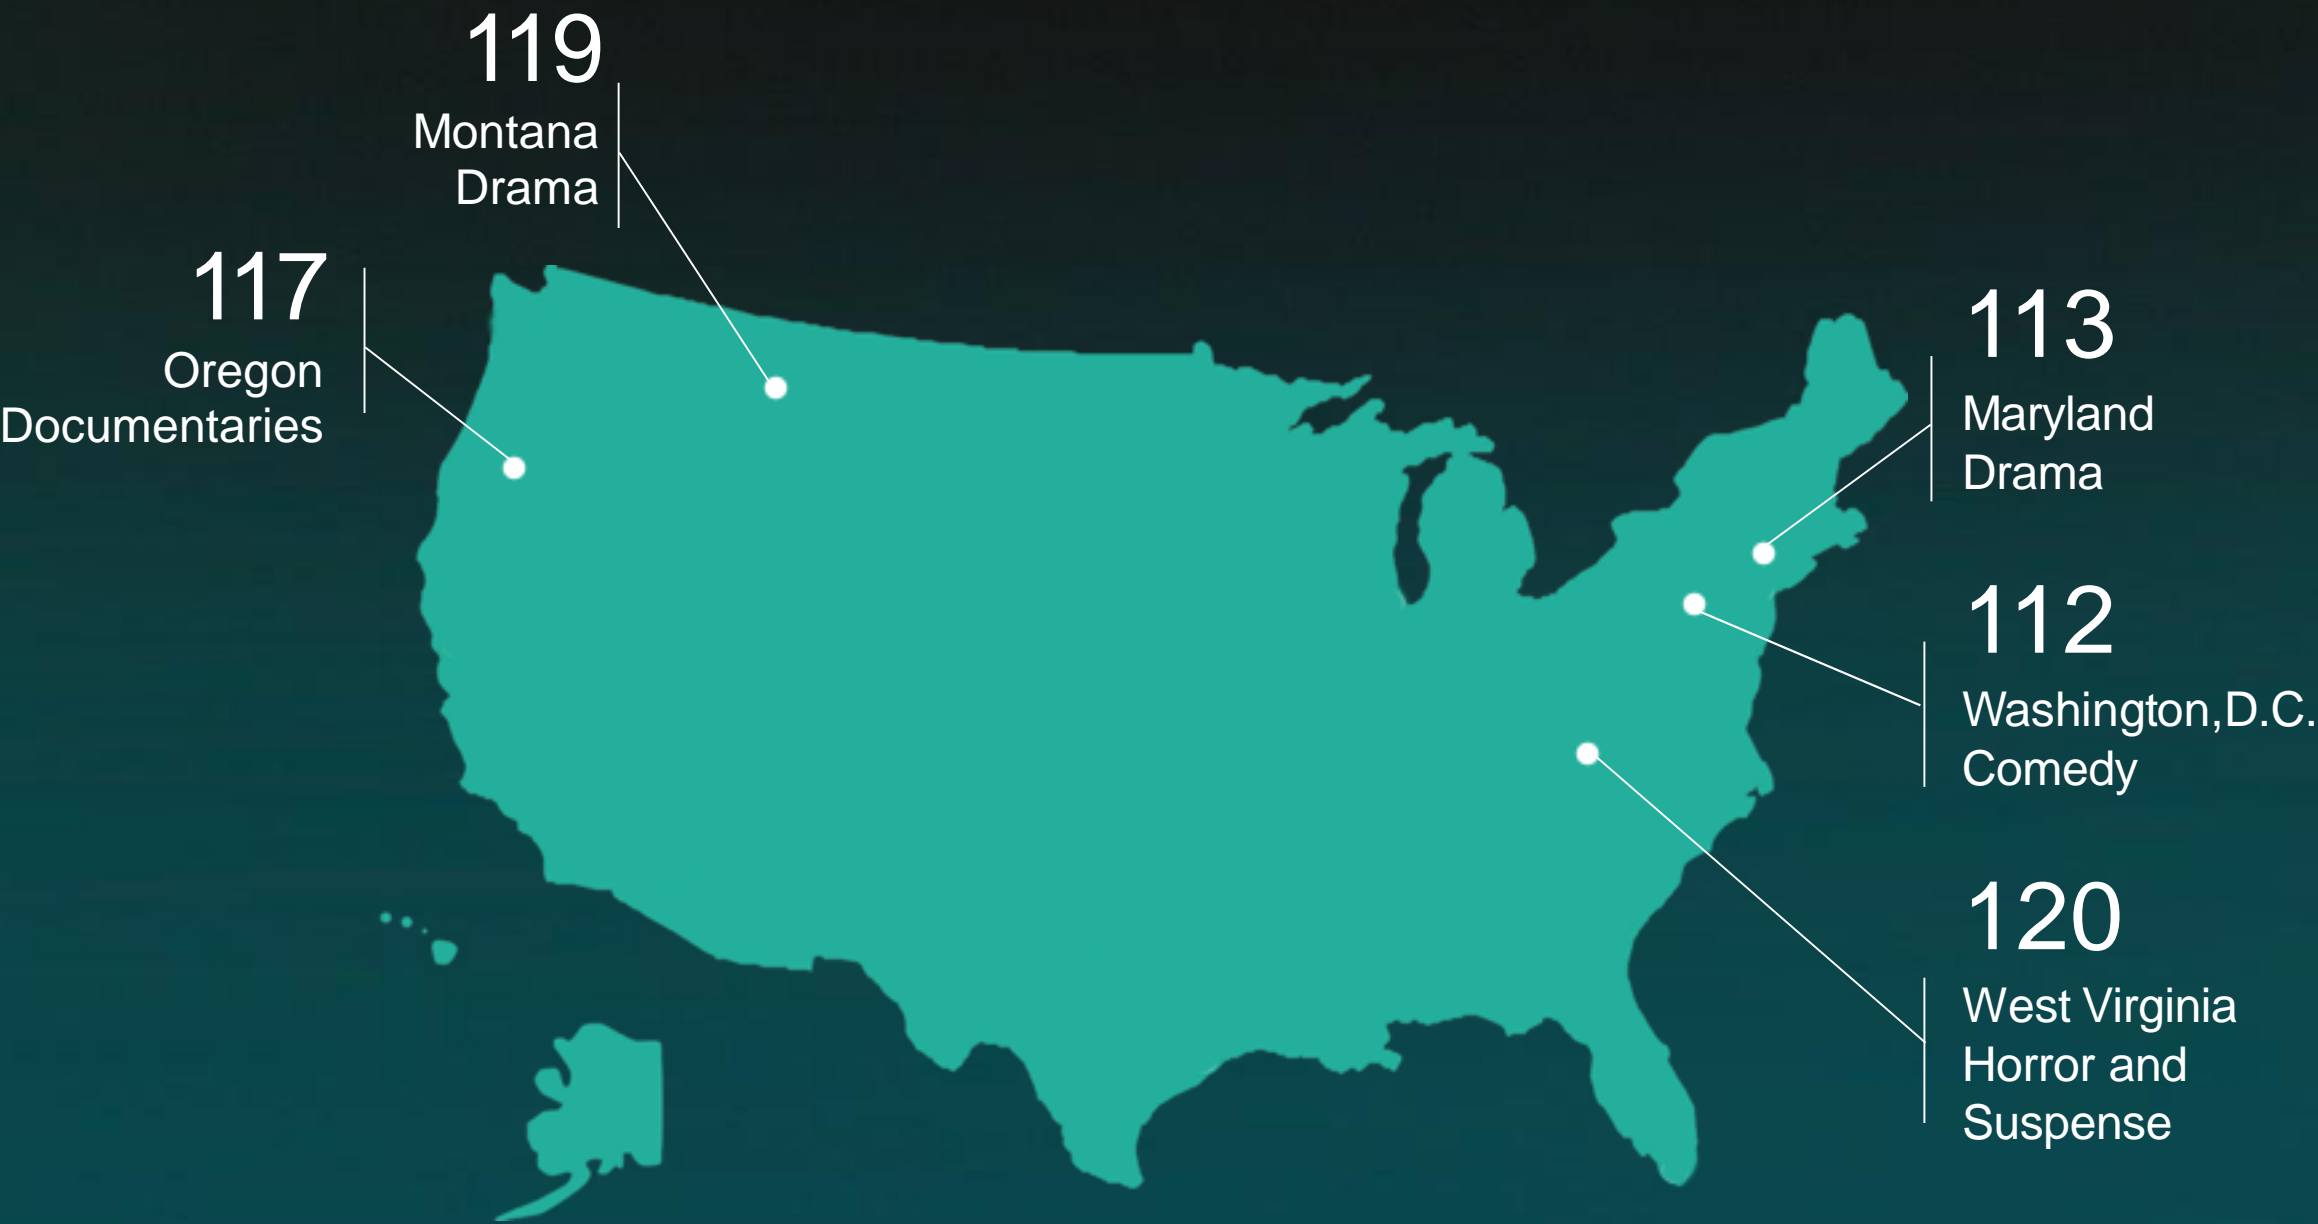 119
Montana
Drama
117
Oregon
Documentaries
113
Maryland
Drama
112
Washington,D.C.
Comedy
120
West Virginia
Horror and
Suspense